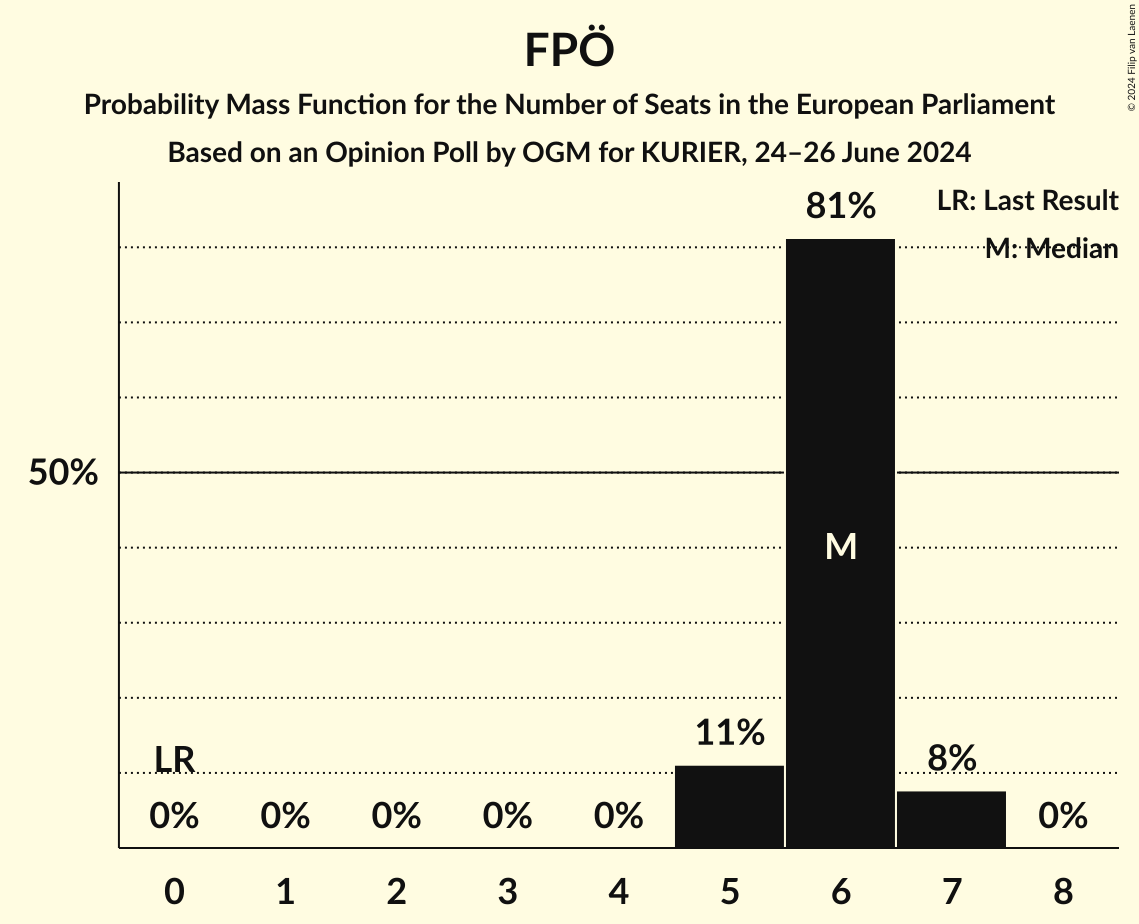 FPÖ
Probability Mass Function for the Number of Seats in the European Parliament
Based on an Opinion Poll by OGM for KURIER, 24–26 June 2024
© 2024 Filip van Laenen
LR: Last Result
M: Median
81%
50%
M
11%
8%
LR
0% 0% 0% 0% 0% 0%
0 1 2 3 4 5 6 7 8